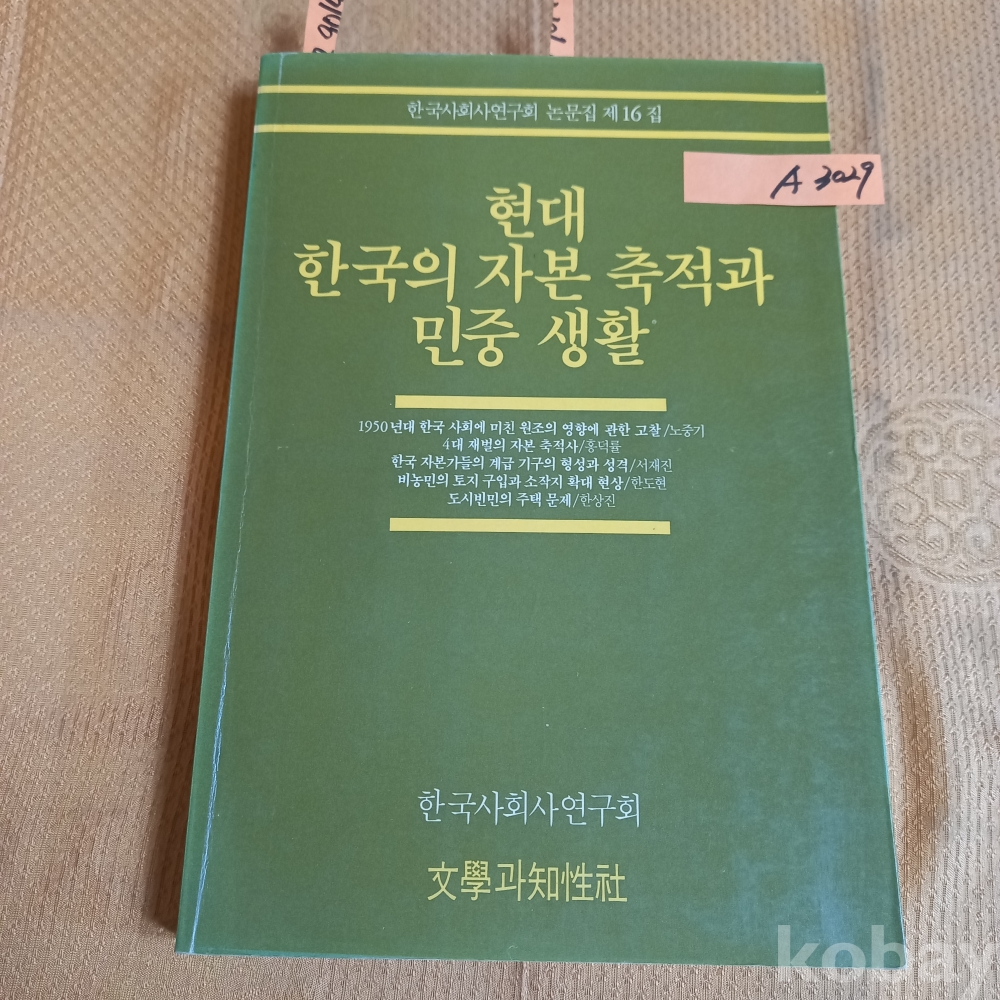 한국사회사연구회 논문집 제16집
A 3029
현대
한국의 자본 축적과
민중 생활
1950년대 한국 사회에 미친 원조의 영향에 관한 고찰/노중기
4대 재벌의 자본 축적사/홍덕률
한국 자본가들의 계급 기구의 형성과 성격/서재진
비농민의 토지 구입과 소작지 확대 현상/한도현
도시빈민의 주택 문제/한상진
한국사회사연구회
文學과知性社
kobay